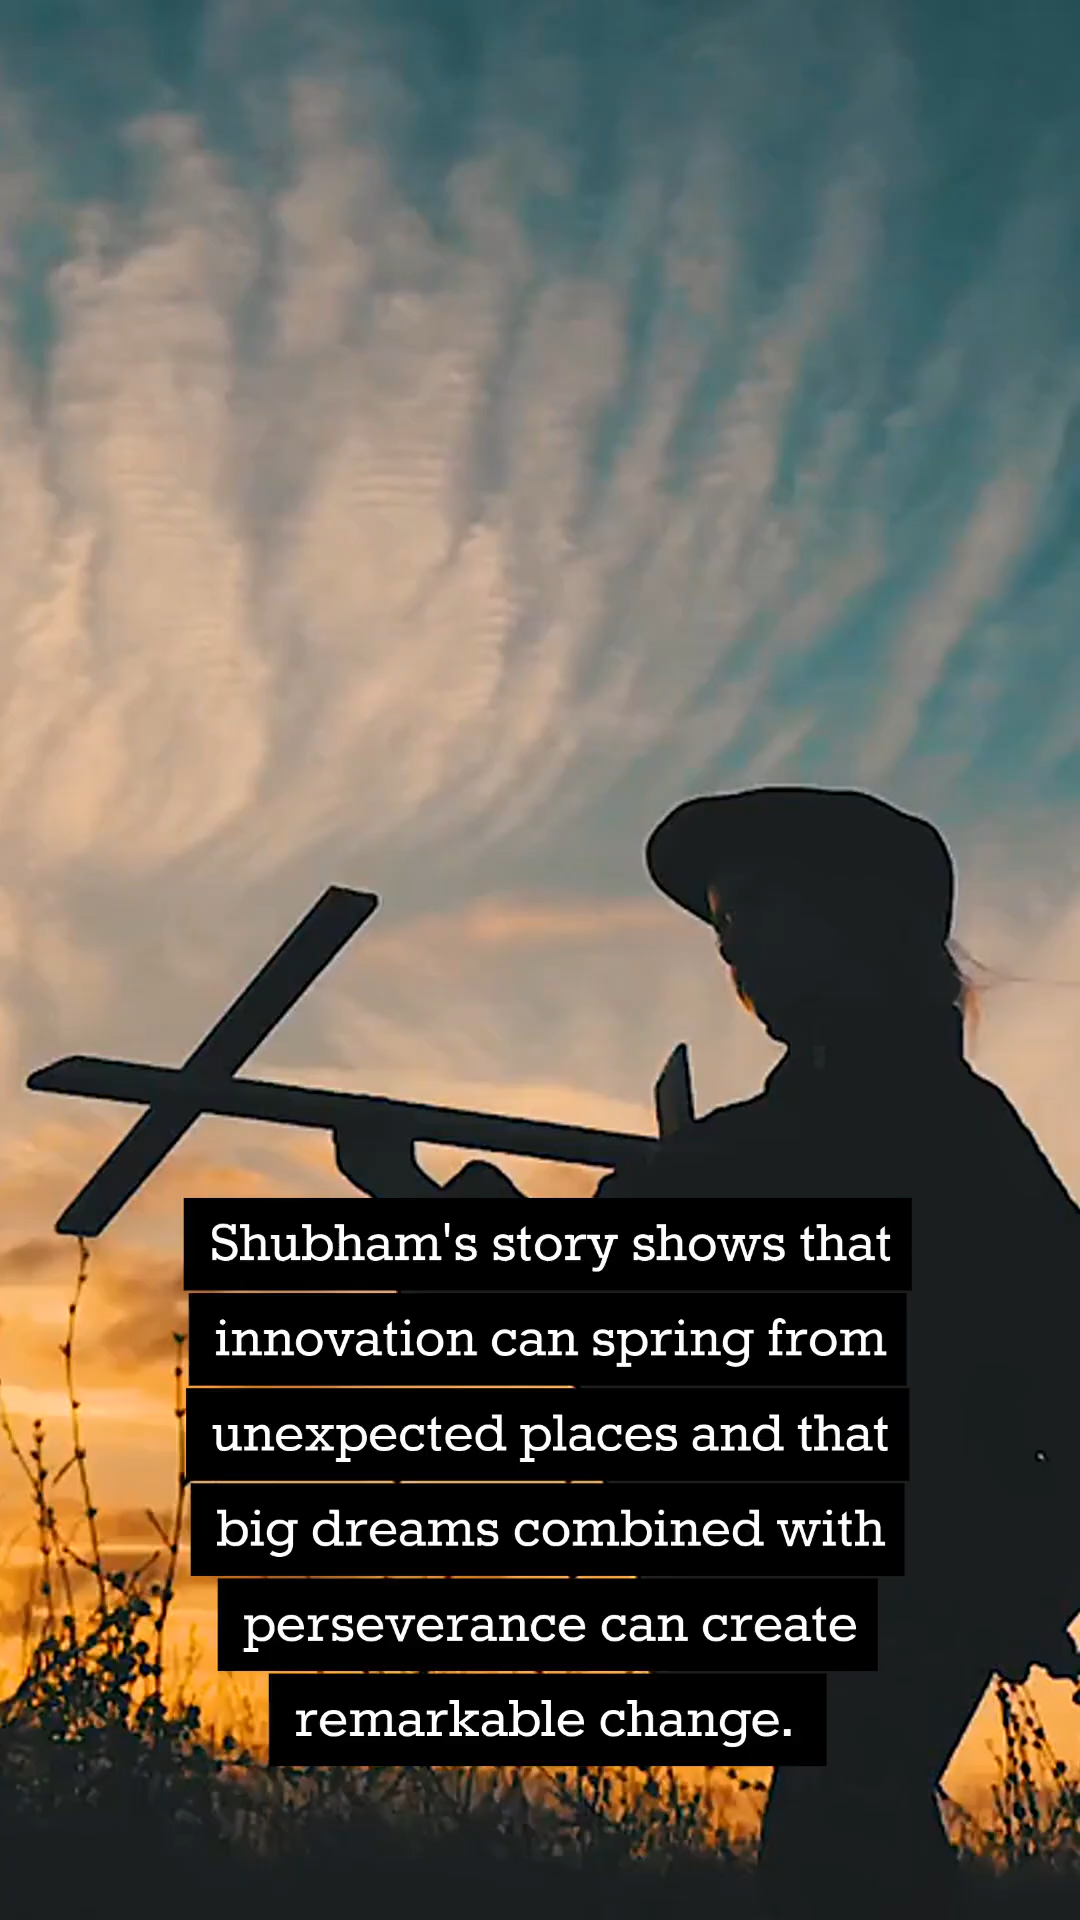 Shubham's story shows that
innovation can spring from
unexpected places and that
big dreams combined with
perseverance can create
remarkable change.